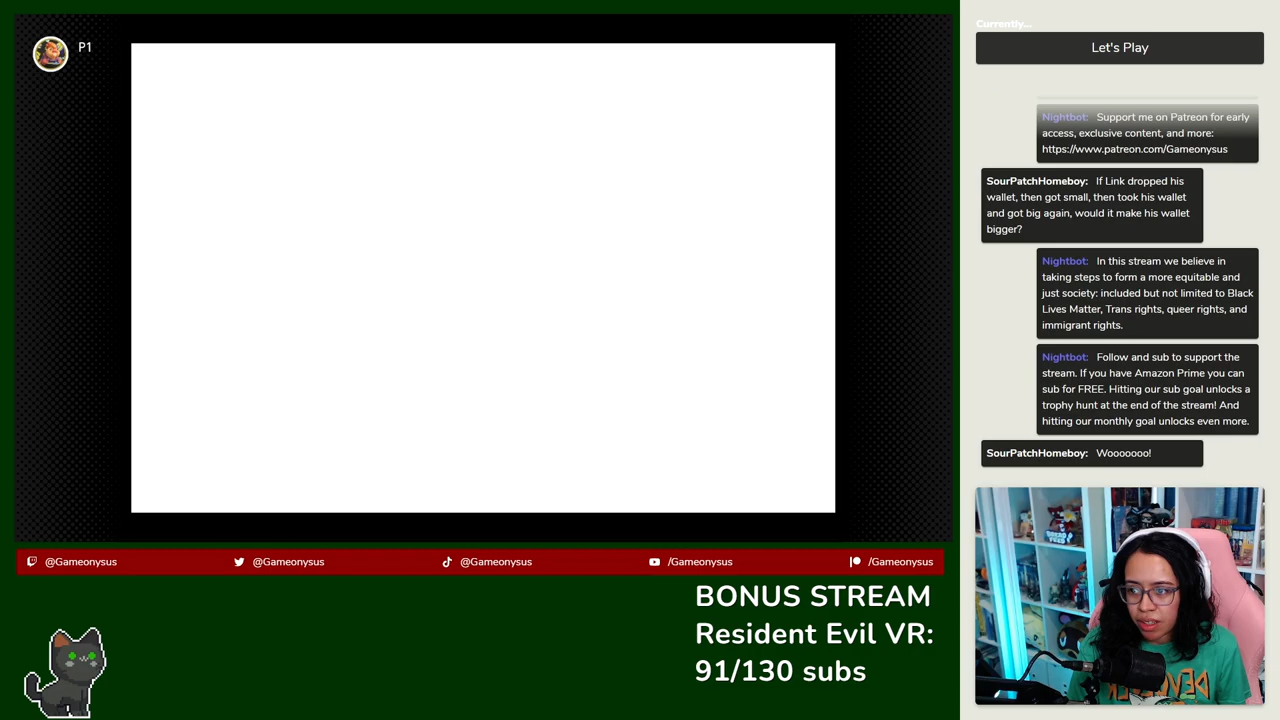 P1
Currently...
Let's Play
Nightbot: Support me on Patreon for early
access, exclusive content, and more:
https://www.patreon.com/Gameonysus
SourPatchHomeboy: If Link dropped his
wallet, then got small, then took his wallet
and got big again, would it make his wallet
bigger?
Nightbot: In this stream we believe in
taking steps to form a more equitable and
just society: included but not limited to Black
Lives Matter, Trans rights, queer rights, and
immigrant rights.
Nightbot: Follow and sub to support the
stream. If you have Amazon Prime you can
sub for FREE. Hitting our sub goal unlocks a
trophy hunt at the end of the stream! And
hitting our monthly goal unlocks even more.
SourPatchHomeboy: Wooooooo!
@Gameonysus
@Gameonysus
@Gameonysus
/Gameonysus
/Gameonysus
BONUS STREAM
Resident Evil VR:
91/130 subs